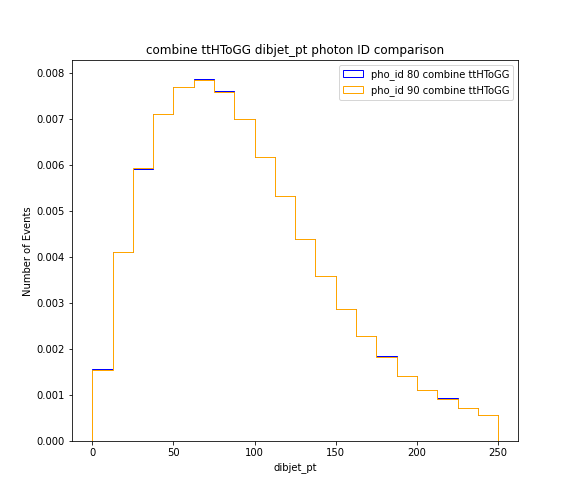 combine ttHToGG dibjet_pt photon ID comparison
pho_id 80 combine ttHToGG
pho_id 90 combine ttHToGG
0.008
0.007
0.006
0.005
0.004
0.003
0.002
0.001
0.000
Number of Events
0 50 100 150 200 250
dibjet_pt